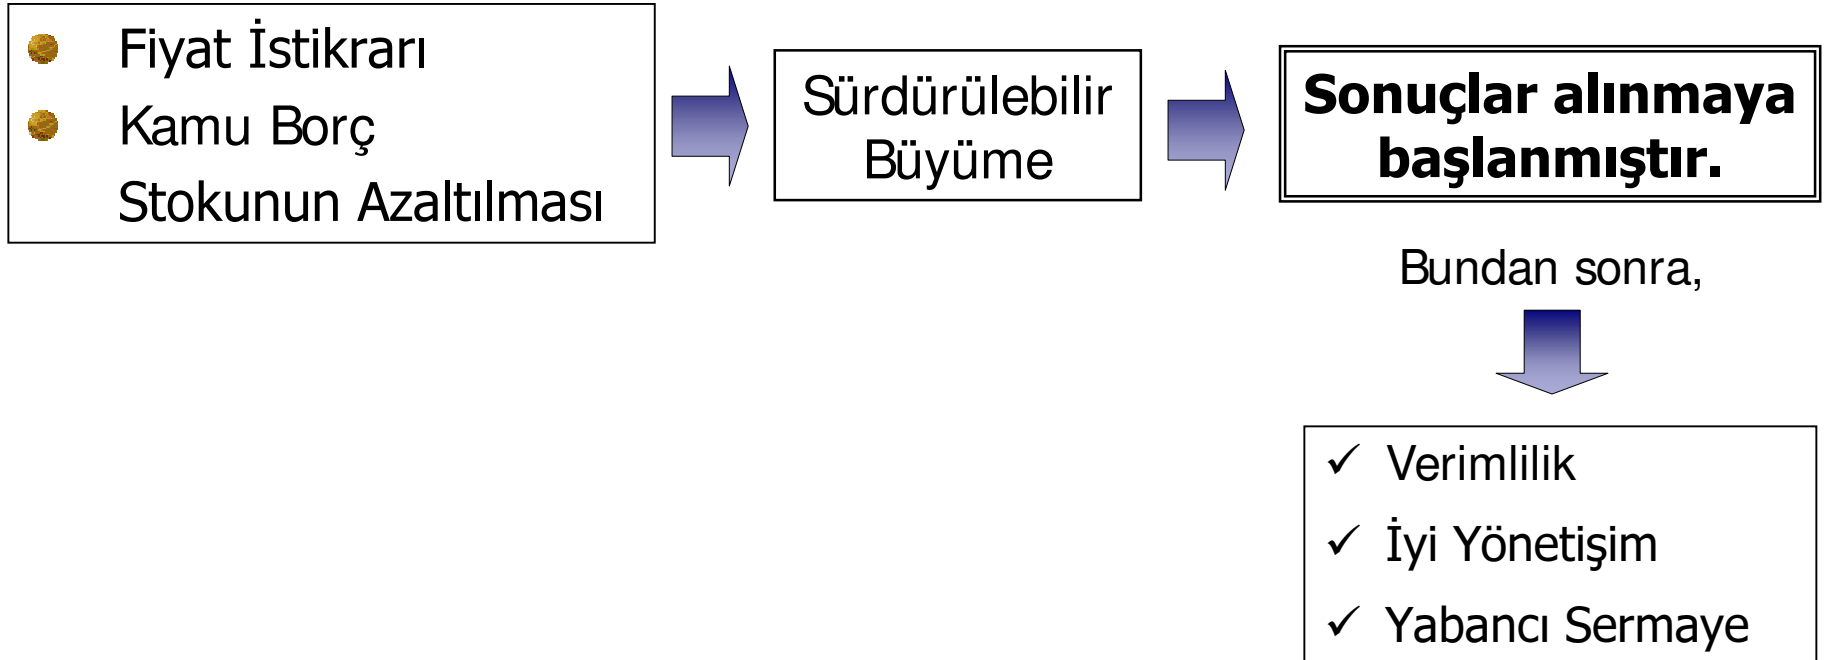 Fiyat İstikrarı
Kamu Borç
Stokunun Azaltılması
Sürdürülebilir
Büyüme
Sonuçlar alınmaya
başlanmıştır.
Bundan sonra,
✓ Verimlilik
✓ İyi Yönetişim
✓ Yabancı Sermaye